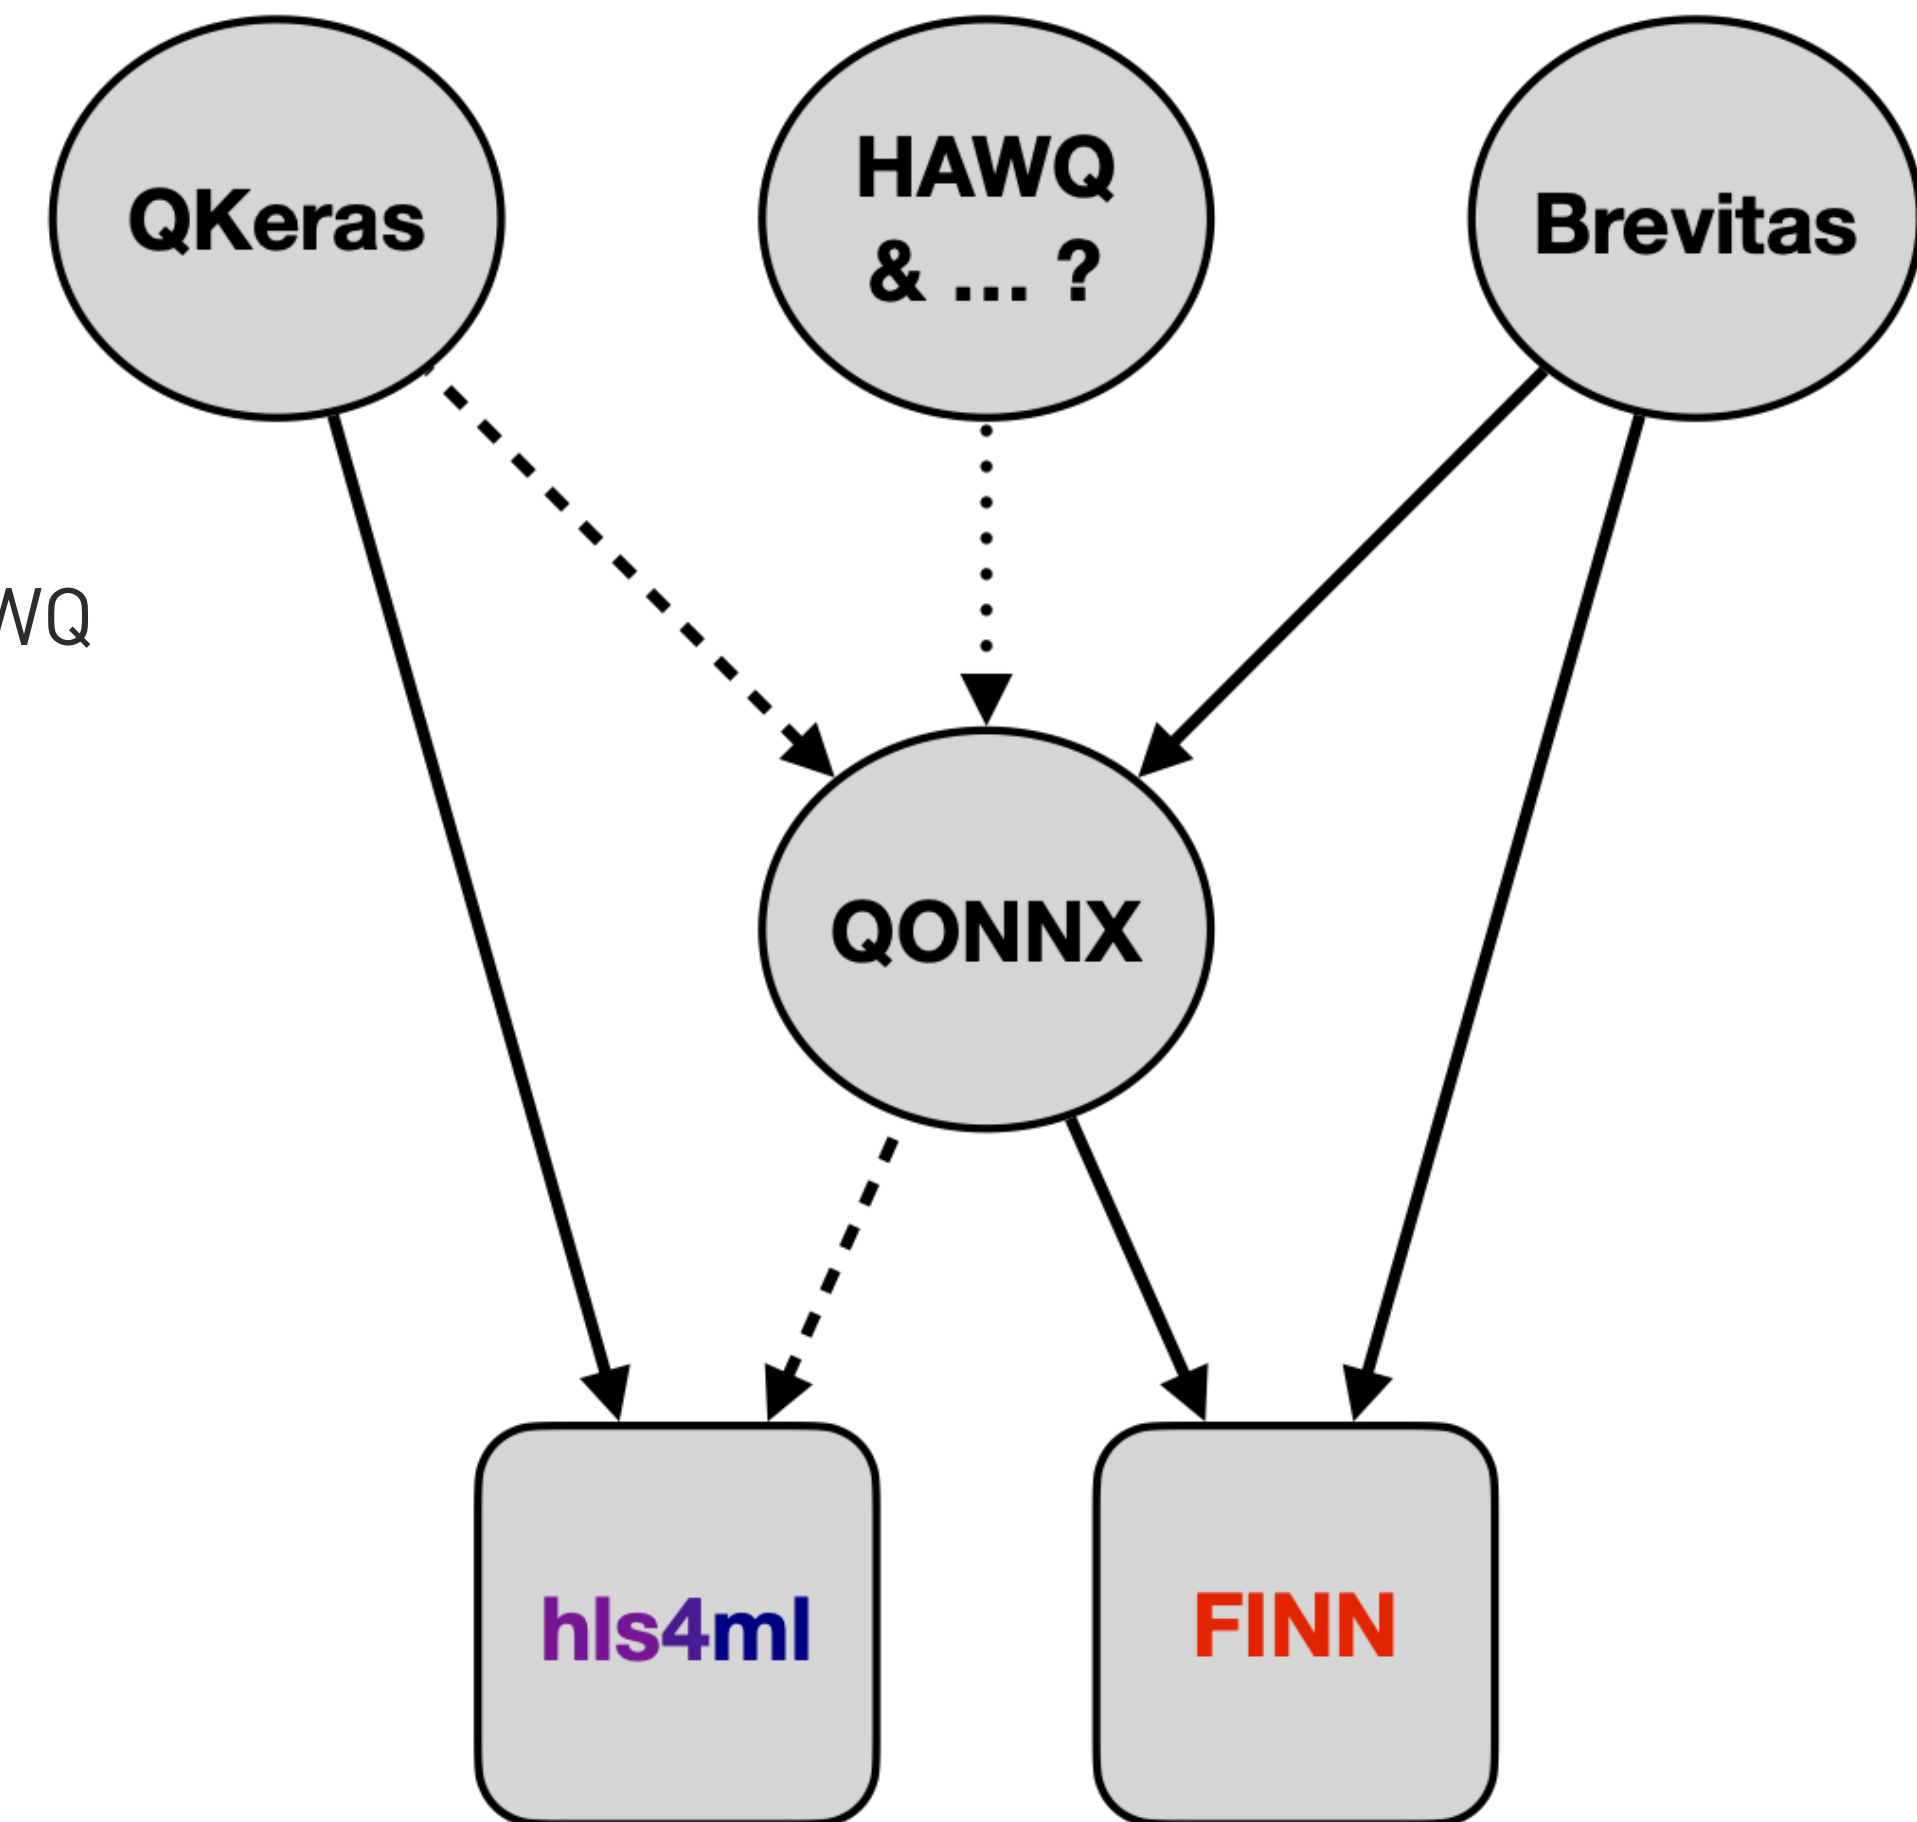 QKeras
HAWQ
& ... ?
Brevitas
WQ
QONNX
hls4ml
FINN